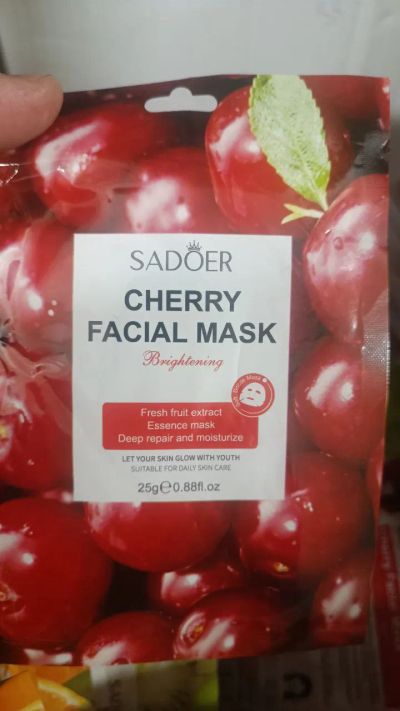 SADOER
CHERRY
FACIAL MASK
Brightening
Fresh fruit extract
Essence mask
Deep repair and moisturize
LET YOUR SKIN GLOW WITH YOUTH
SUITABLE FOR DAILY SKIN CARE
25g℮0.88fl.oz